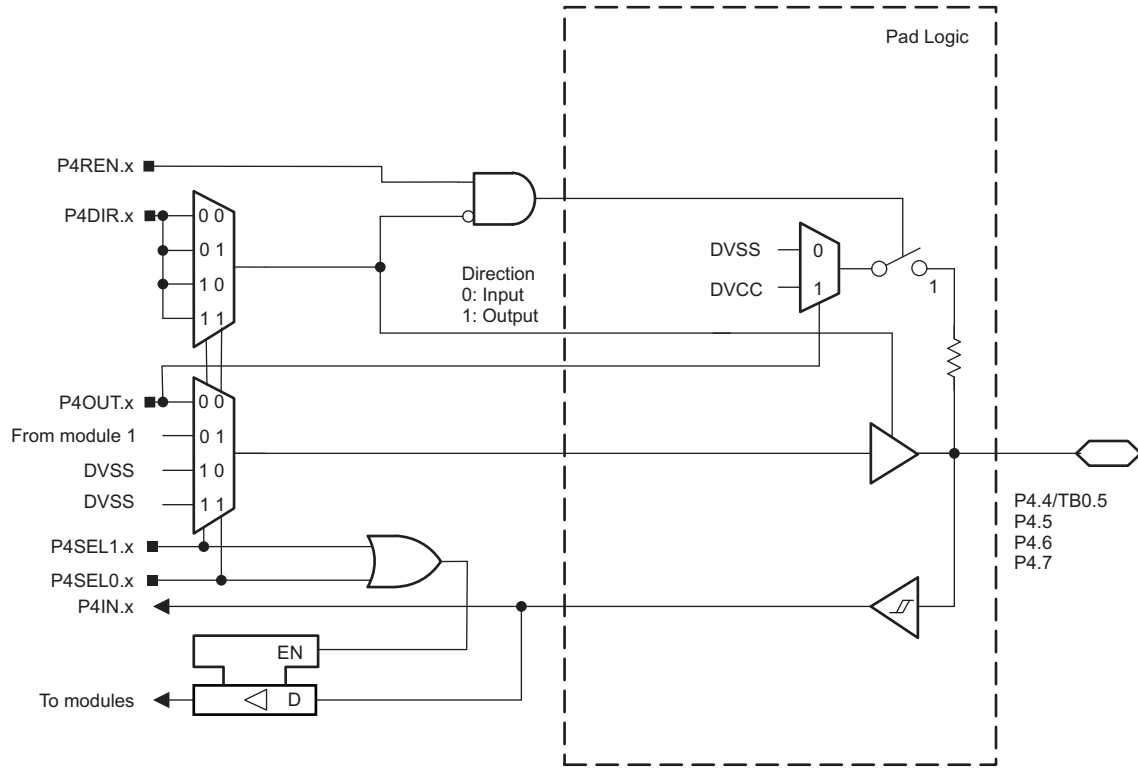 Pad Logic
P4REN.x
P4DIR.x
0 0
0 1
1 0
1 1
Direction
0: Input
1: Output
DVSS
DVCC
0
1
1
P4OUT.x
From module 1
DVSS
DVSS
0 0
0 1
1 0
1 1
P4SEL1.x
P4SEL0.x
P4IN.x
EN
D
To modules
P4.4/TB0.5
P4.5
P4.6
P4.7